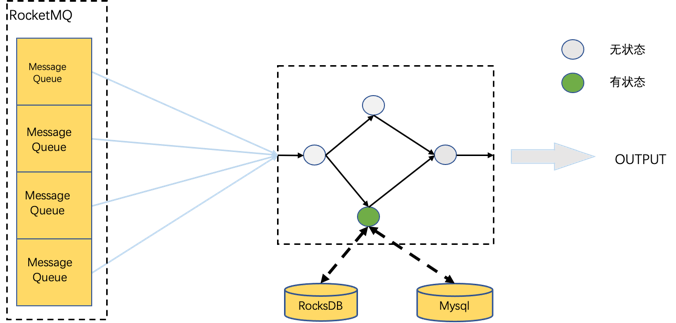 RocketMQ
Message
Queue
Message
Queue
Message
Queue
Message
Queue
无状态
有状态
OUTPUT
RocksDB
Mysql